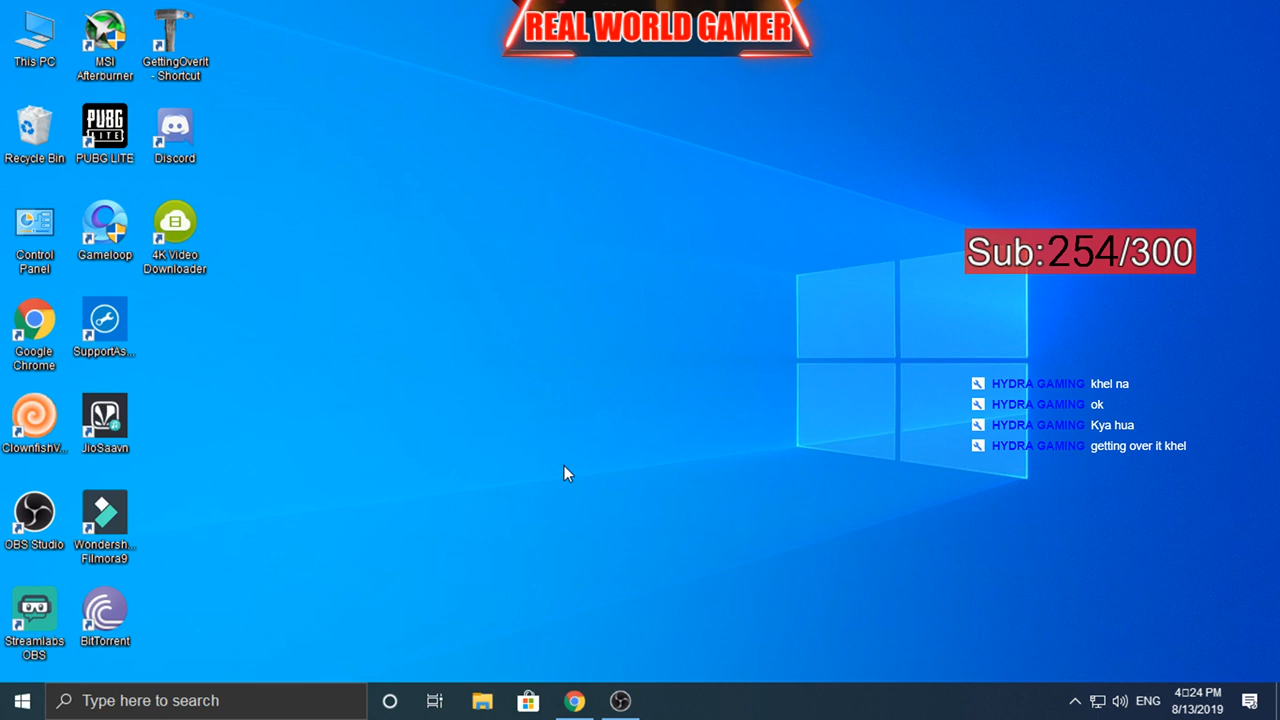 REAL WORLD GAMER
This PC
MSI
Afterburner
GettingOverIt
- Shortcut
Recycle Bin
PUBG
LITE
PUBG LITE
Discord
Control
Panel
Gameloop
4K Video
Downloader
Sub:254/300
Google
Chrome
SupportAs...
HYDRA GAMING khel na
HYDRA GAMING ok
HYDRA GAMING Kya hua
HYDRA GAMING getting over it khel
ClownfishV...
JioSaavn
OBS Studio
Wondersh...
Filmora9
Streamlabs
OBS
BitTorrent
Type here to search
ENG
4□24 PM
8/13/2019